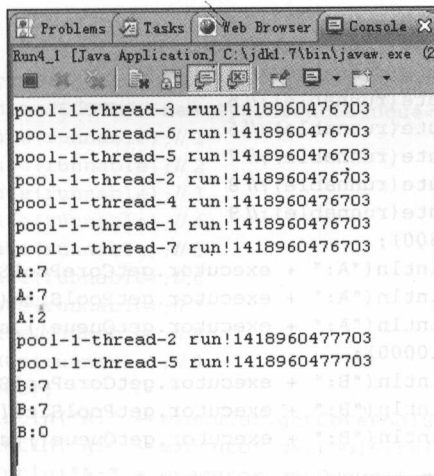 Problems Tasks Web Browser Console
Run4_1 [Java Application] C:\jdk1.7\bin\javaw.exe (2
pool-1-thread-3 run!1418960476703
pool-1-thread-6 run!1418960476703
pool-1-thread-5 run!1418960476703
pool-1-thread-2 run!1418960476703
pool-1-thread-4 run!1418960476703
pool-1-thread-1 run!1418960476703
pool-1-thread-7 run!1418960476703
A:7
A:7
A:2
pool-1-thread-2 run!1418960477703
pool-1-thread-5 run!1418960477703
B:7
B:7
B:0